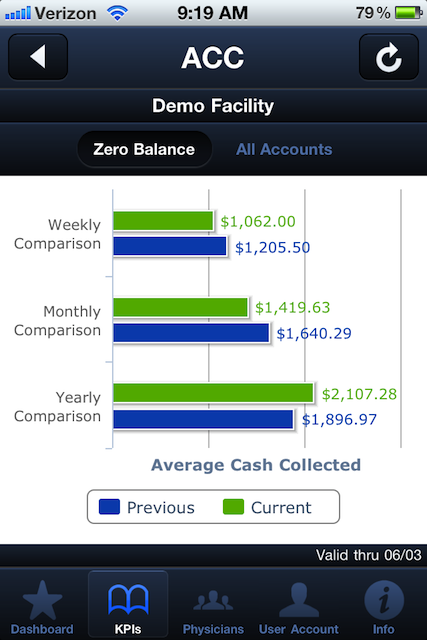 Verizon 9:19 AM 79%
ACC
Demo Facility
Zero Balance All Accounts
Weekly
Comparison
$1,062.00
$1,205.50
Monthly
Comparison
$1,419.63
$1,640.29
Yearly
Comparison
$2,107.28
$1,896.97
Average Cash Collected
Previous Current
Valid thru 06/03
Dashboard KPIs Physicians User Account Info